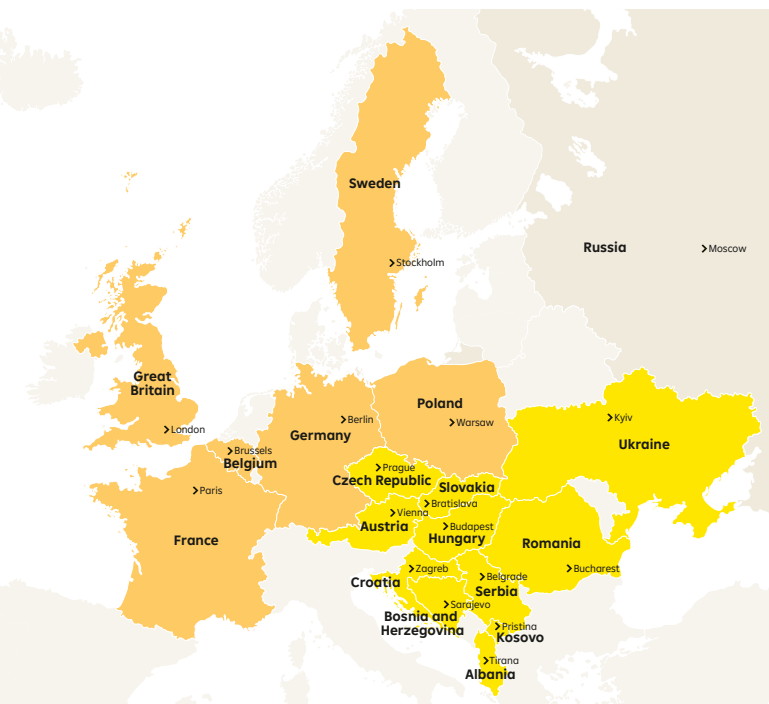 Sweden
Stockholm
Russia
Moscow
Great
Britain
London
Berlin
Germany
Poland
Warsaw
Kyiv
Ukraine
Brussels
Belgium
Prague
Czech Republic
Slovakia
Paris
France
Bratislava
Vienna
Austria
Budapest
Hungary
Romania
Bucharest
Zagreb
Croatia
Belgrade
Serbia
Sarajevo
Bosnia and
Herzegovina
Pristina
Kosovo
Tirana
Albania